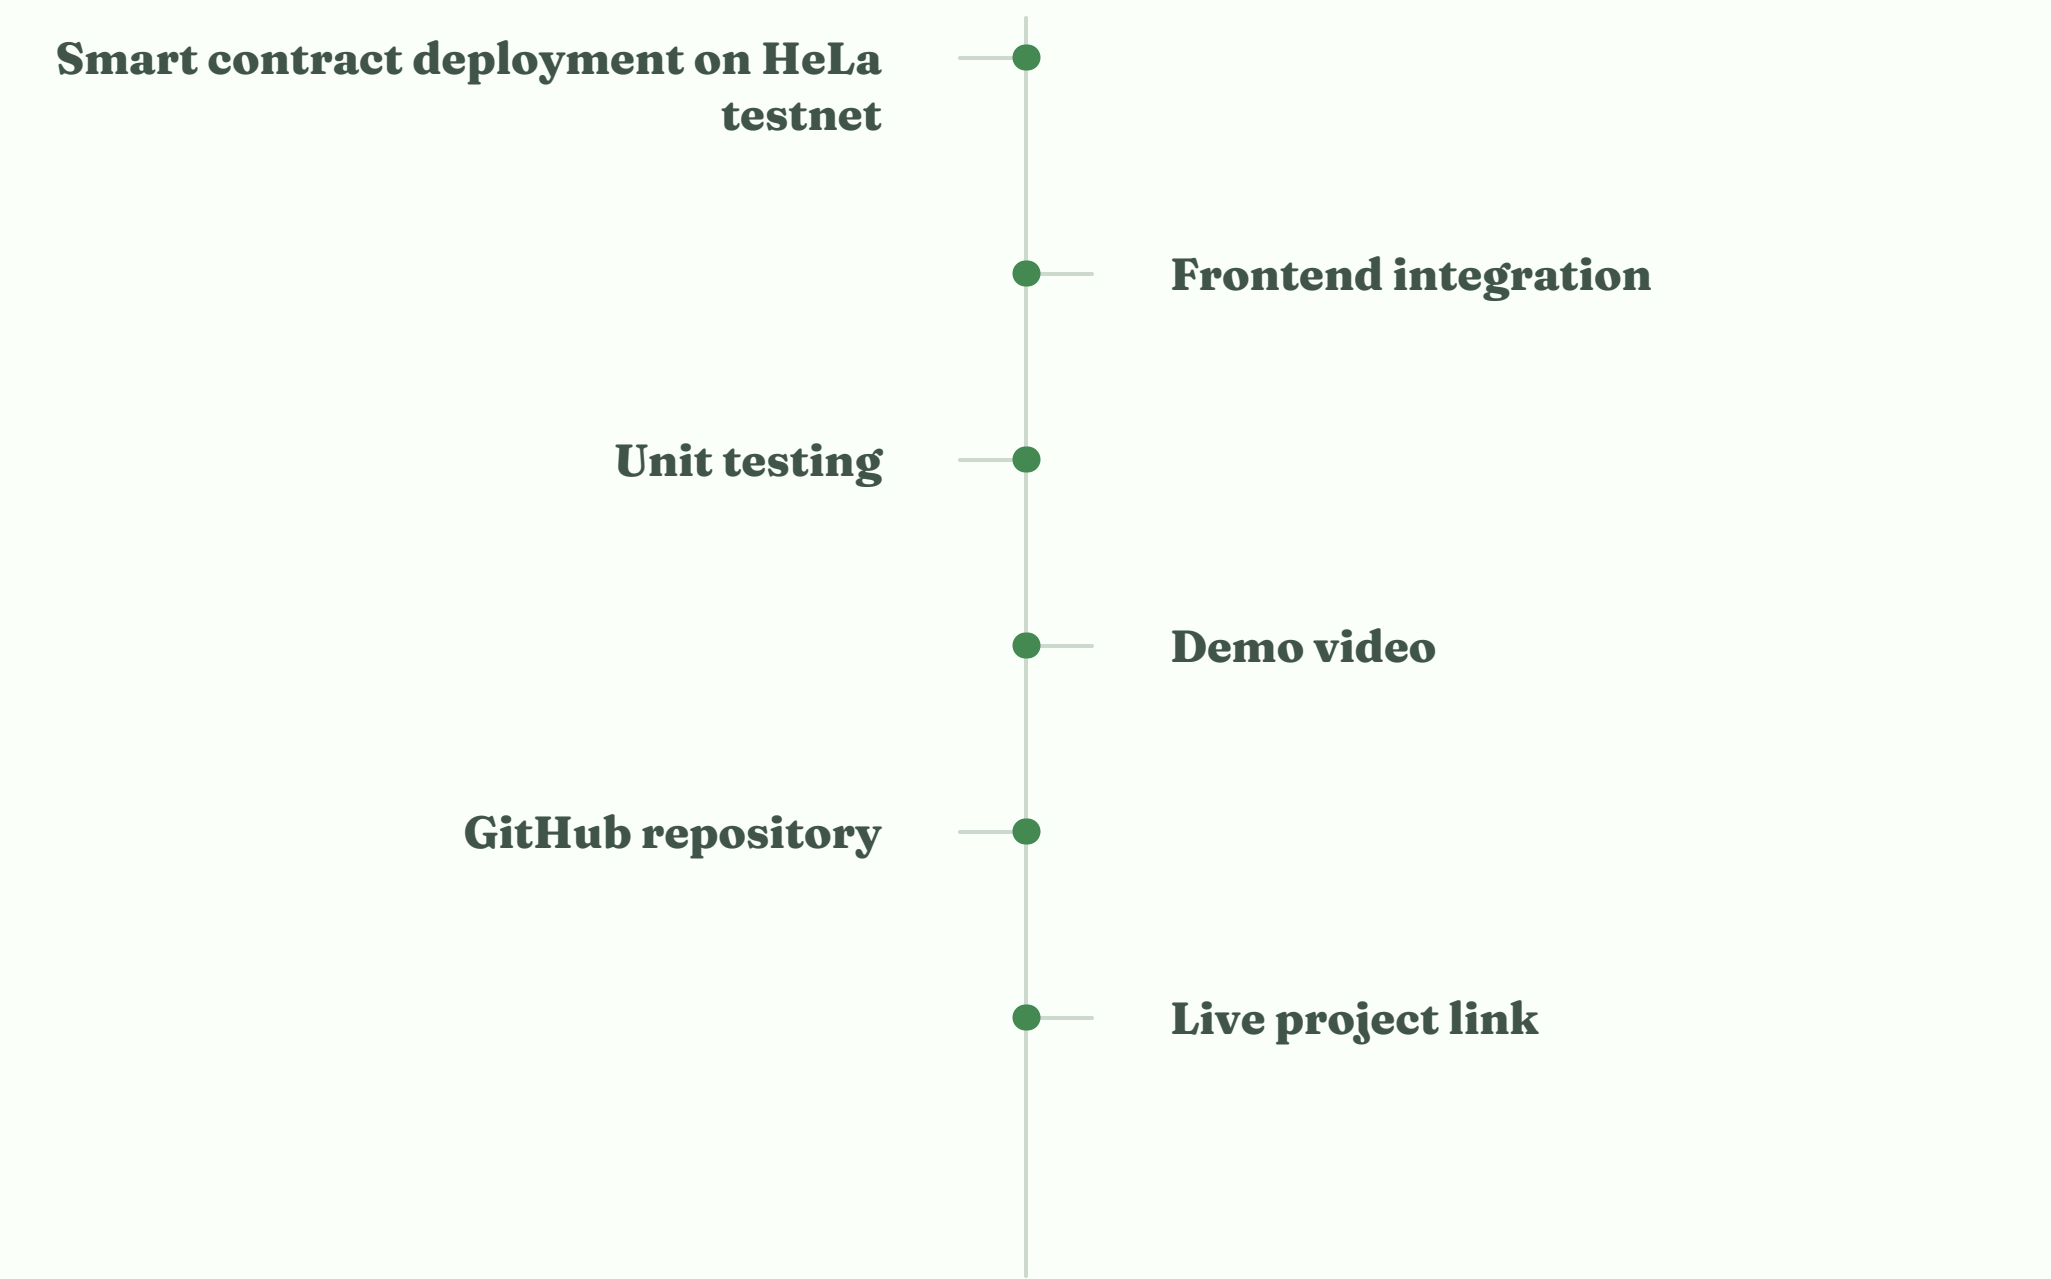 Smart contract deployment on HeLa
testnet
Frontend integration
Unit testing
Demo video
GitHub repository
Live project link